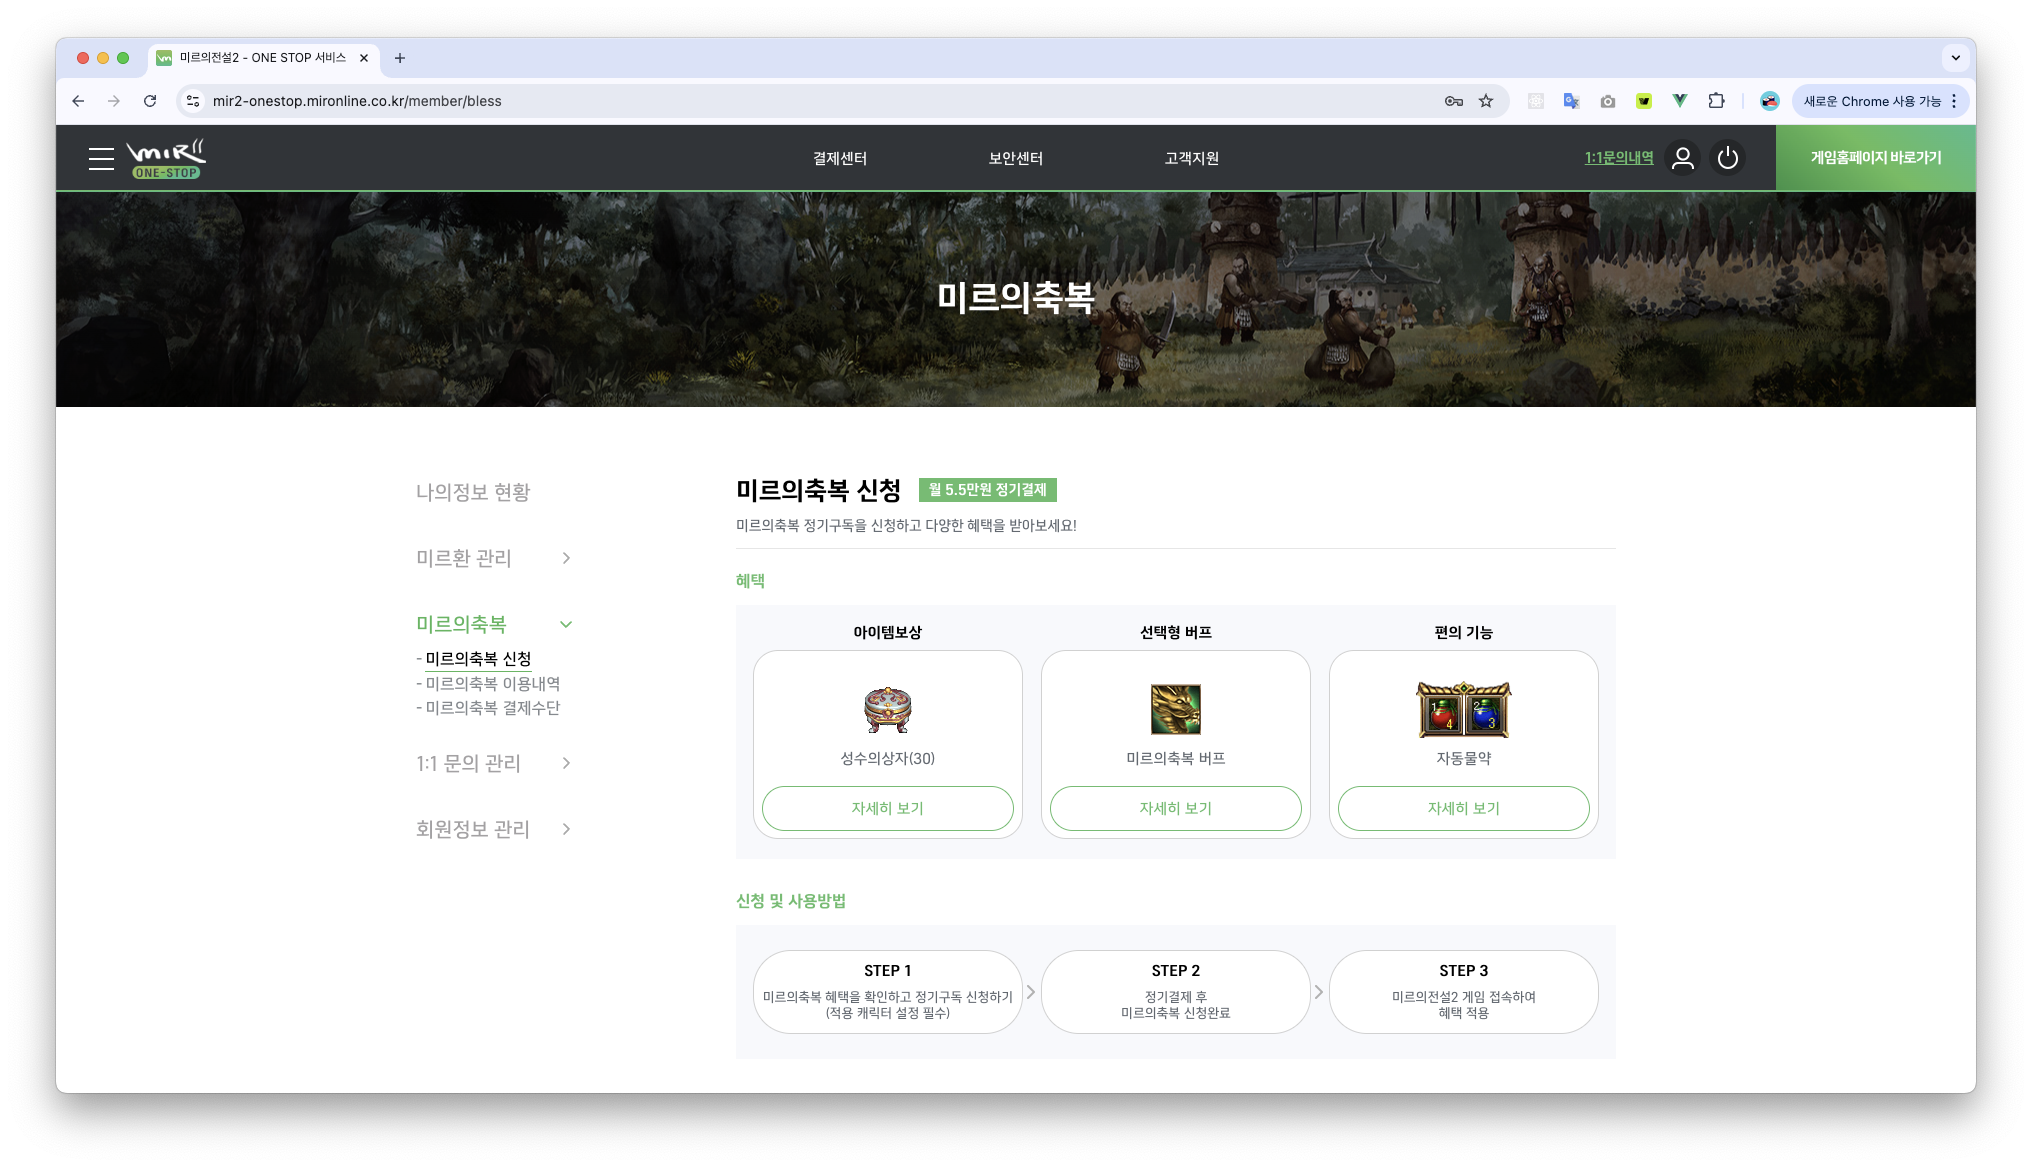 미르의전설2 - ONE STOP 서비스
mir2-onestop.mironline.co.kr/member/bless
새로운 Chrome 사용 가능
MIR II
ONE-STOP
결제센터
보안센터
고객지원
1:1문의내역
게임홈페이지 바로가기
미르의축복
나의정보 현황
미르환 관리
미르의축복
- 미르의축복 신청
- 미르의축복 이용내역
- 미르의축복 결제수단
1:1 문의 관리
회원정보 관리
미르의축복 신청
월 5.5만원 정기결제
미르의축복 정기구독을 신청하고 다양한 혜택을 받아보세요!
혜택
아이템보상
성수의상자(30)
자세히 보기
선택형 버프
미르의축복 버프
자세히 보기
편의 기능
1
4
2
3
자동물약
자세히 보기
신청 및 사용방법
STEP 1
미르의축복 혜택을 확인하고 정기구독 신청하기
(적용 캐릭터 설정 필수)
STEP 2
정기결제 후
미르의축복 신청완료
STEP 3
미르의전설2 게임 접속하여
혜택 적용